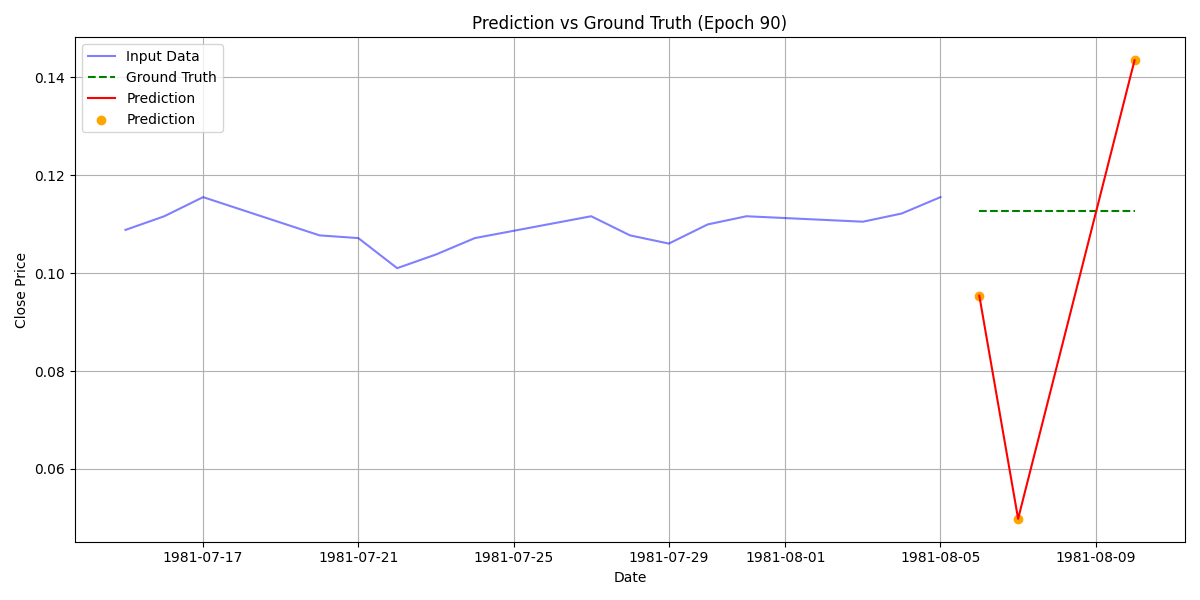 Prediction vs Ground Truth (Epoch 90)
Input Data
Ground Truth
Prediction
Prediction
Close Price
0.14
0.12
0.10
0.08
0.06
1981-07-17 1981-07-21 1981-07-25 1981-07-29 1981-08-01 1981-08-05 1981-08-09
Date